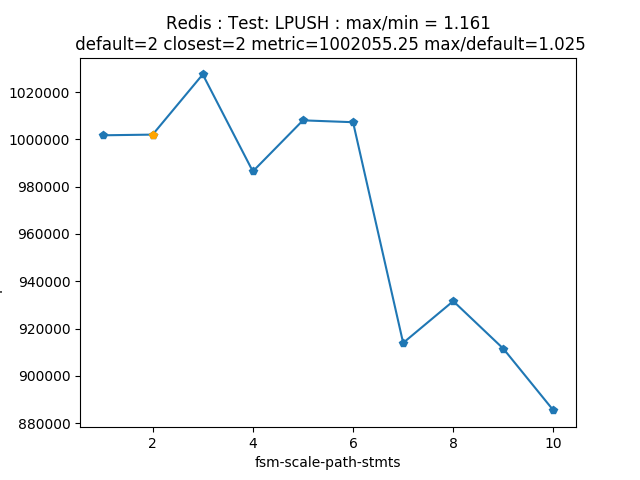 Redis : Test: LPUSH : max/min = 1.161
default=2 closest=2 metric=1002055.25 max/default=1.025
1020000
1000000
980000
960000
940000
920000
900000
880000
2 4 6 8 10
fsm-scale-path-stmts